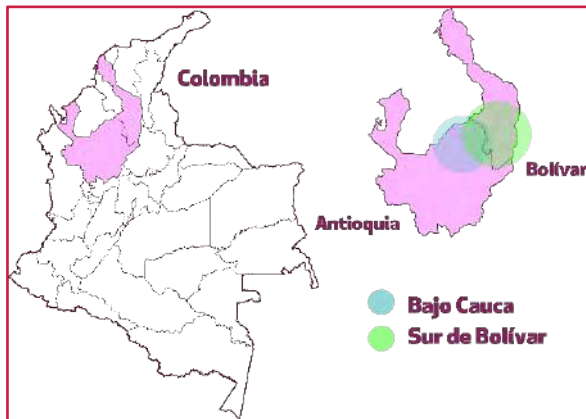 Colombia
Bolívar
Antioquia
Bajo Cauca
Sur de Bolívar